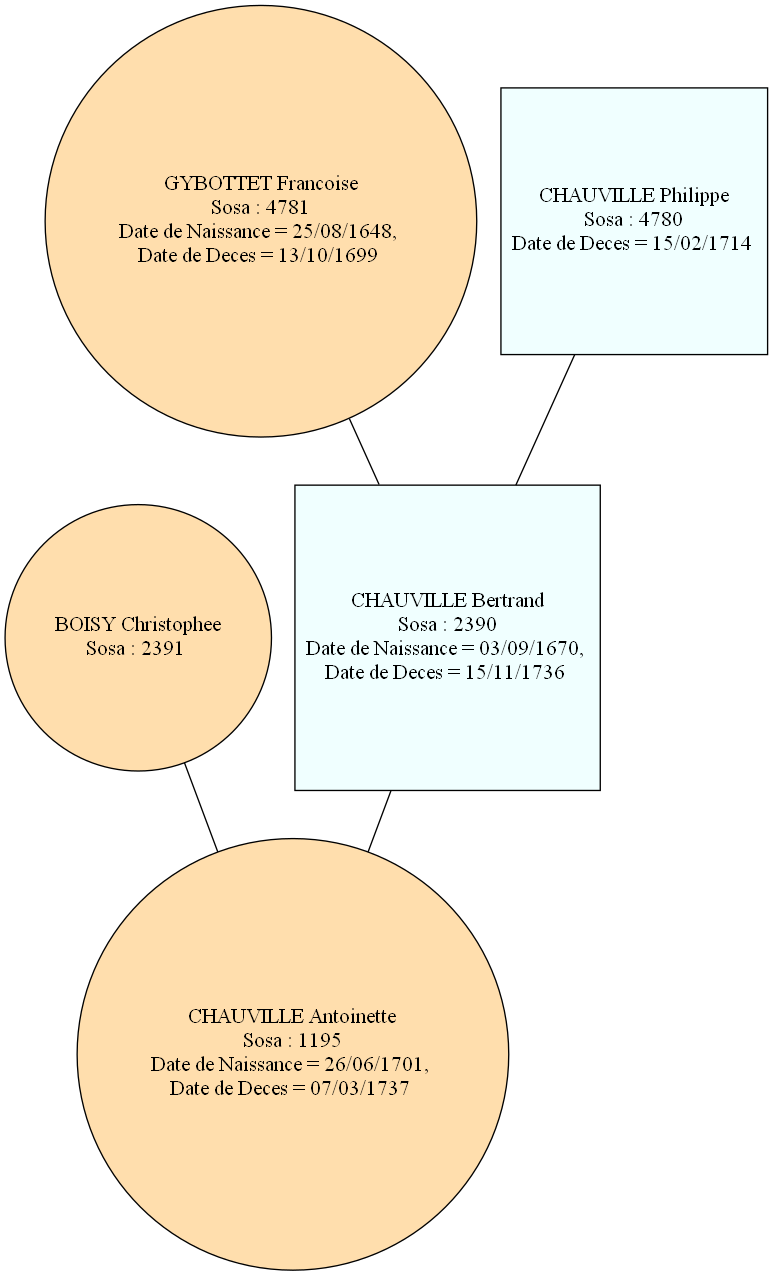 GYBOTTET Francoise
Sosa : 4781
Date de Naissance = 25/08/1648,
Date de Deces = 13/10/1699
CHAUVILLE Philippe
Sosa : 4780
Date de Deces = 15/02/1714
BOISY Christophee
Sosa : 2391
CHAUVILLE Bertrand
Sosa : 2390
Date de Naissance = 03/09/1670,
Date de Deces = 15/11/1736
CHAUVILLE Antoinette
Sosa : 1195
Date de Naissance = 26/06/1701,
Date de Deces = 07/03/1737